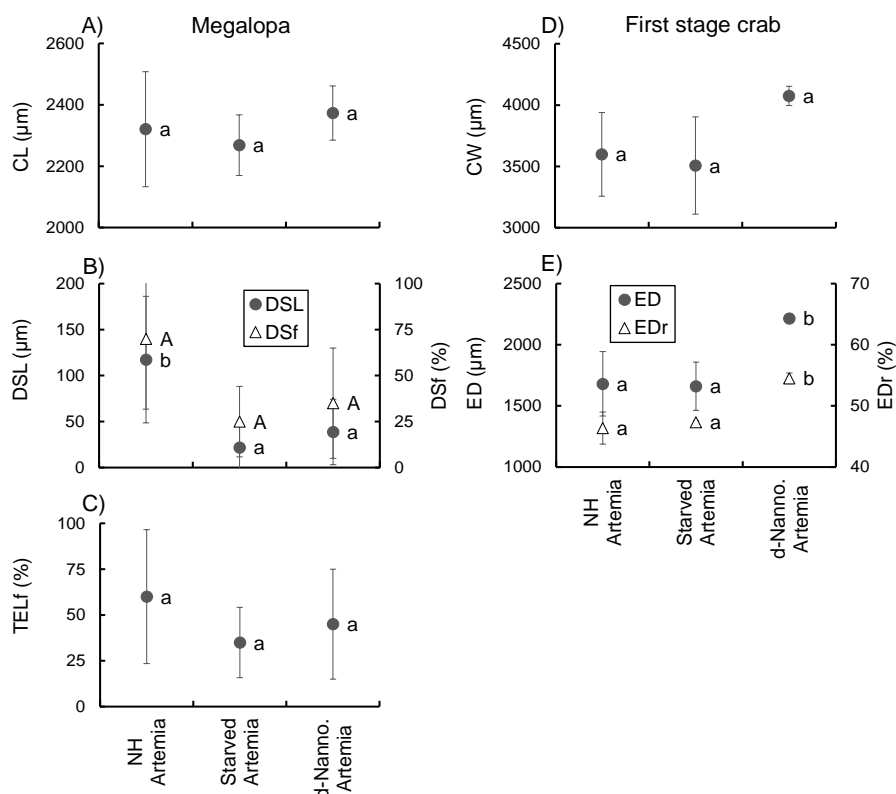 A)
Megalopa
2600
2400
2200
2000
CL (µm)
a
a
a
B)
200
150
100
50
0
DSL (µm)
DSL
DSf
A
b
A
a
A
a
100
75
50
25
0
DSf (%)
C)
100
75
50
25
0
TELf (%)
a
a
a
NH
Artemia
Starved
Artemia
d-Nanno.
Artemia
D)
First stage crab
4500
4000
3500
3000
CW (µm)
a
a
a
E)
2500
2000
1500
1000
ED (µm)
ED
EDr
a
a
a
a
b
b
70
60
50
40
EDr (%)
NH
Artemia
Starved
Artemia
d-Nanno.
Artemia